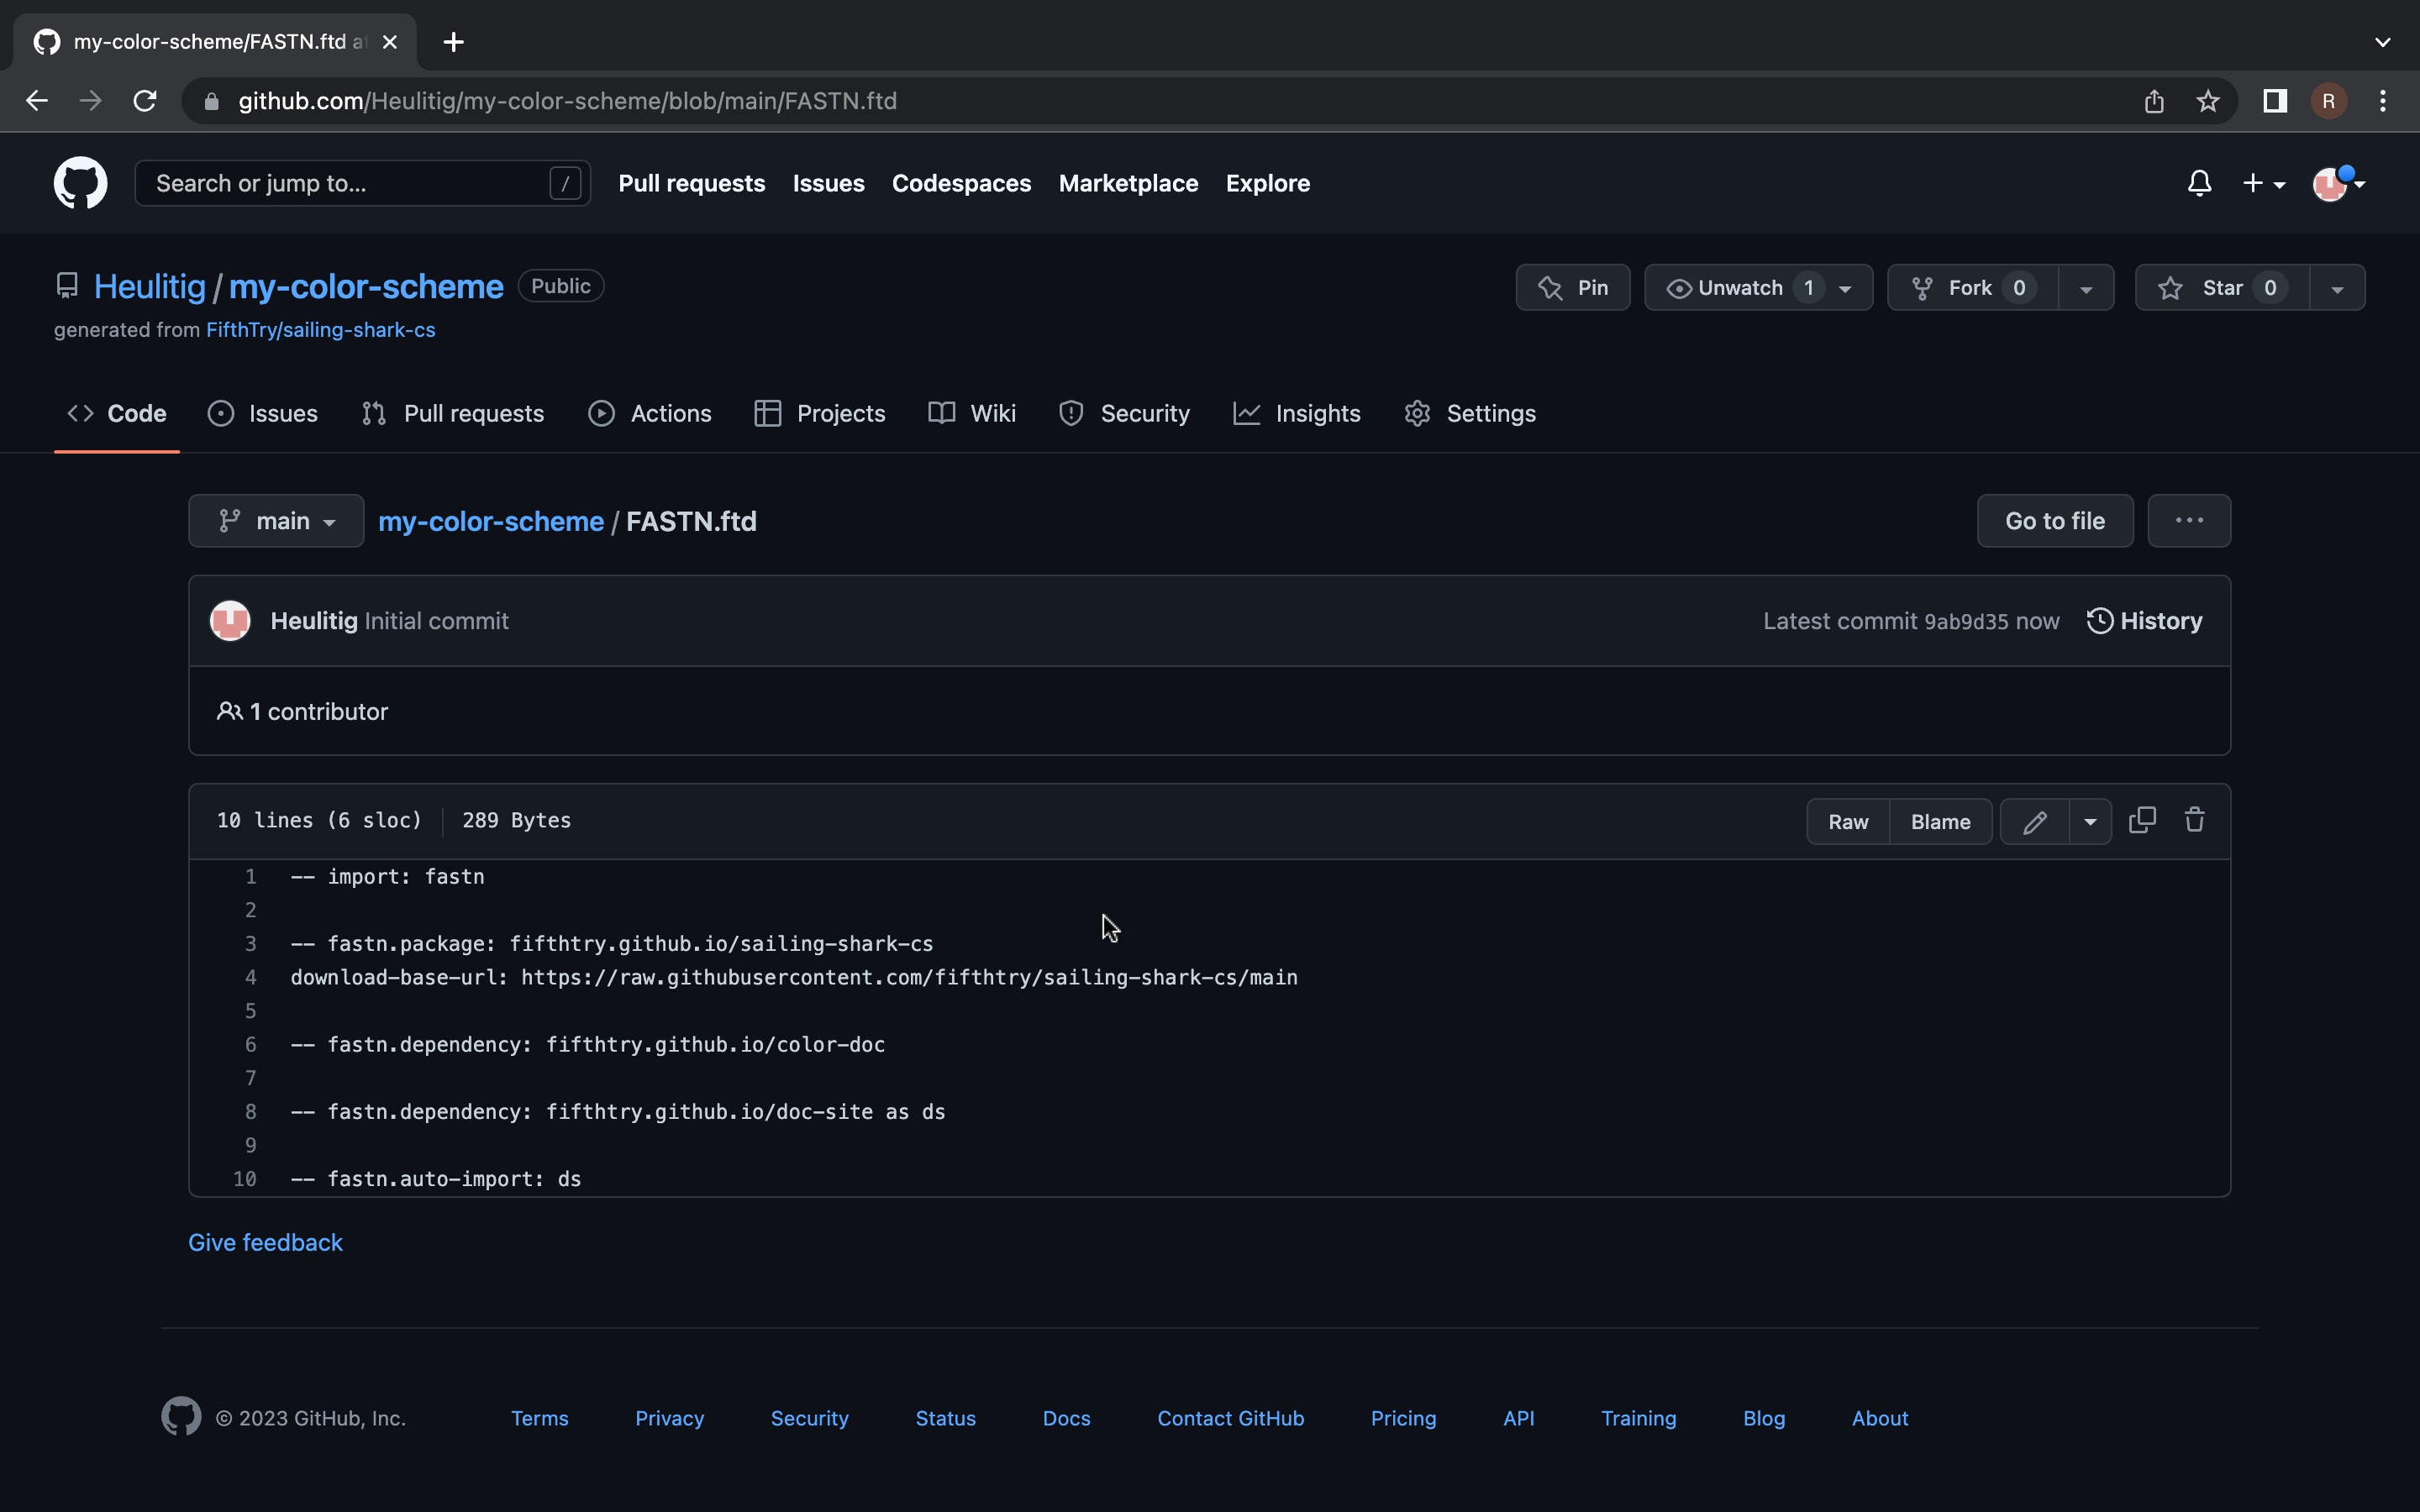 my-color-scheme/FASTN.ftd at
github.com/Heulitig/my-color-scheme/blob/main/FASTN.ftd
R
Search or jump to... /
Pull requests Issues Codespaces Marketplace Explore
Heulitig / my-color-scheme Public
Pin Unwatch 1 Fork 0 Star 0
generated from FifthTry/sailing-shark-cs
Code Issues Pull requests Actions Projects Wiki Security Insights Settings
main my-color-scheme / FASTN.ftd Go to file ...
Heulitig Initial commit Latest commit 9ab9d35 now History
1 contributor
10 lines (6 sloc) 289 Bytes Raw Blame
1 -- import: fastn
2
3 -- fastn.package: fifthtry.github.io/sailing-shark-cs
4 download-base-url: https://raw.githubusercontent.com/fifthtry/sailing-shark-cs/main
5
6 -- fastn.dependency: fifthtry.github.io/color-doc
7
8 -- fastn.dependency: fifthtry.github.io/doc-site as ds
9
10 -- fastn.auto-import: ds
Give feedback
© 2023 GitHub, Inc. Terms Privacy Security Status Docs Contact GitHub Pricing API Training Blog About